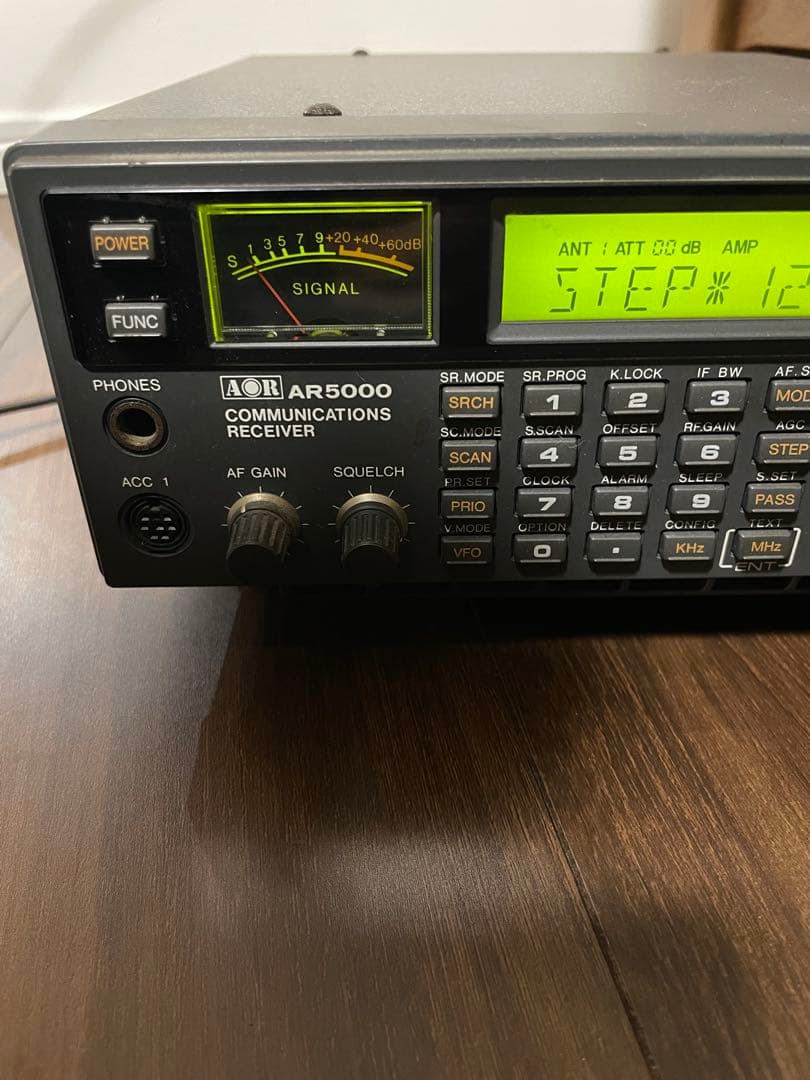 POWER
FUNC
S 1 3 5 7 9 +20 +40 +60dB
SIGNAL
ANT 1 ATT 00 dB AMP
STEP* 12
PHONES
AOR AR5000
COMMUNICATIONS
RECEIVER
ACC 1
AF GAIN
SQUELCH
SR.MODE SR.PROG K.LOCK IF BW AF.S
SRCH 1 2 3 MOD
SC.MODE S.SCAN OFFSET RF.GAIN AGC
SCAN 4 5 6 STEP
PR.SET CLOCK ALARM SLEEP S.SET
PRIO 7 8 9 PASS
V.MODE OPTION DELETE CONFIG TEXT
VFO 0 . KHz MHz
ENT